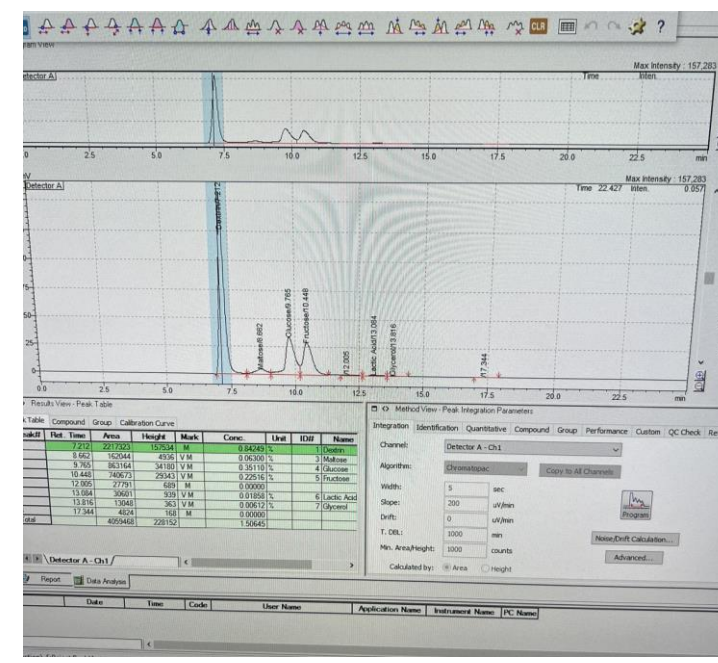 CLR
?
ram View
Max Intensity : 157,283
etector A
Time Inten.
0 2.5 5.0 7.5 10.0 12.5 15.0 17.5 20.0 22.5 min
V
Max Intensity : 157,283
Detector A
Time 22.427 Inten. 0.057
Dextrin/7.212
Maltose/8.662
Glucose/9.765
Fructose/10.448
/12.005
Lactic Acid/13.084
Glycerol/13.816
/17.344
50
25
0
0.0 2.5 5.0 7.5 10.0 12.5 15.0 17.5 20.0 22.5 min
Results View - Peak Table
k Table Compound Group Calibration Curve
eak# Ret. Time Area Height Mark Conc. Unit ID# Name
7.212 2217323 157534 M 0.84249 % 1 Dextrin
8.662 162044 4936 V M 0.06300 % 3 Maltose
9.765 863164 34180 V M 0.35110 % 4 Glucose
10.448 740673 29343 V M 0.22516 % 5 Fructose
12.005 27791 689 M 0.00000
13.084 30601 939 V M 0.01858 % 6 Lactic Acid
13.816 13048 363 V M 0.00612 % 7 Glycerol
17.344 4824 168 M 0.00000
otal 4059468 228152 1.50645
Detector A - Ch1
Method View - Peak Integration Parameters
Integration Identification Quantitative Compound Group Performance Custom QC Check Re
Channel: Detector A - Ch1
Algorithm: Chromatopac Copy to All Channels
Width: 5 sec
Slope: 200 uV/min
Drift: 0 uV/min
T. DBL: 1000 min
Min. Area/Height: 1000 counts
Calculated by: Area Height
Program
Noise/Drift Calculation...
Advanced...
Report Data Analysis
Date Time Code User Name Application Name Instrument Name PC Name